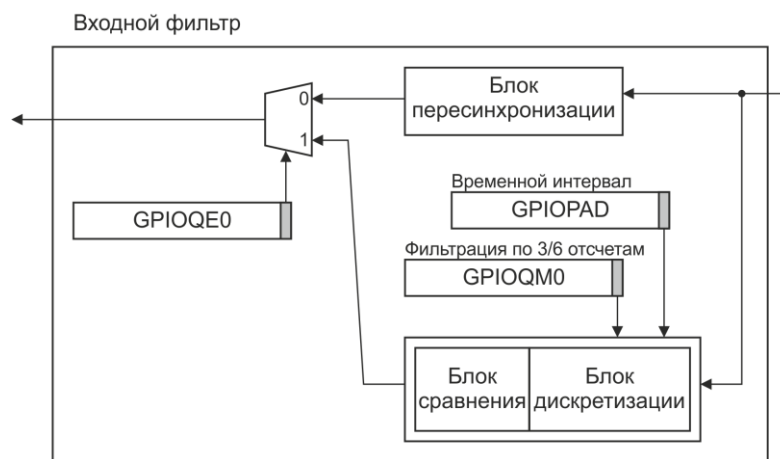 Входной фильтр
0
Блок
пересинхронизации
1
Временной интервал
GPIOQE0
GPIOPAD
Фильтрация по 3/6 отсчетам
GPIOQM0
Блок
сравнения
Блок
дискретизации